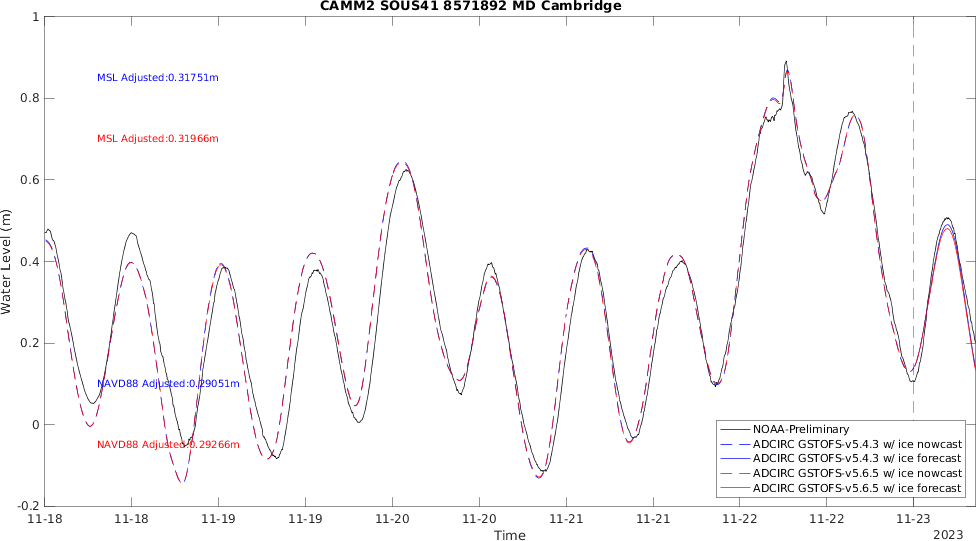 CAMM2 SOUS41 8571892 MD Cambridge
1
MSL Adjusted:0.31751m
0.8
MSL Adjusted:0.31966m
0.6
Water Level (m)
0.4
0.2
NAVD88 Adjusted:0.29051m
0
NAVD88 Adjusted:0.29266m
NOAA-Preliminary
ADCIRC GSTOFS-v5.4.3 w/ ice nowcast
ADCIRC GSTOFS-v5.4.3 w/ ice forecast
ADCIRC GSTOFS-v5.6.5 w/ ice nowcast
ADCIRC GSTOFS-v5.6.5 w/ ice forecast
-0.2
11-18 11-18 11-19 11-19 11-20 11-20 11-21 11-21 11-22 11-22 11-23
Time
2023